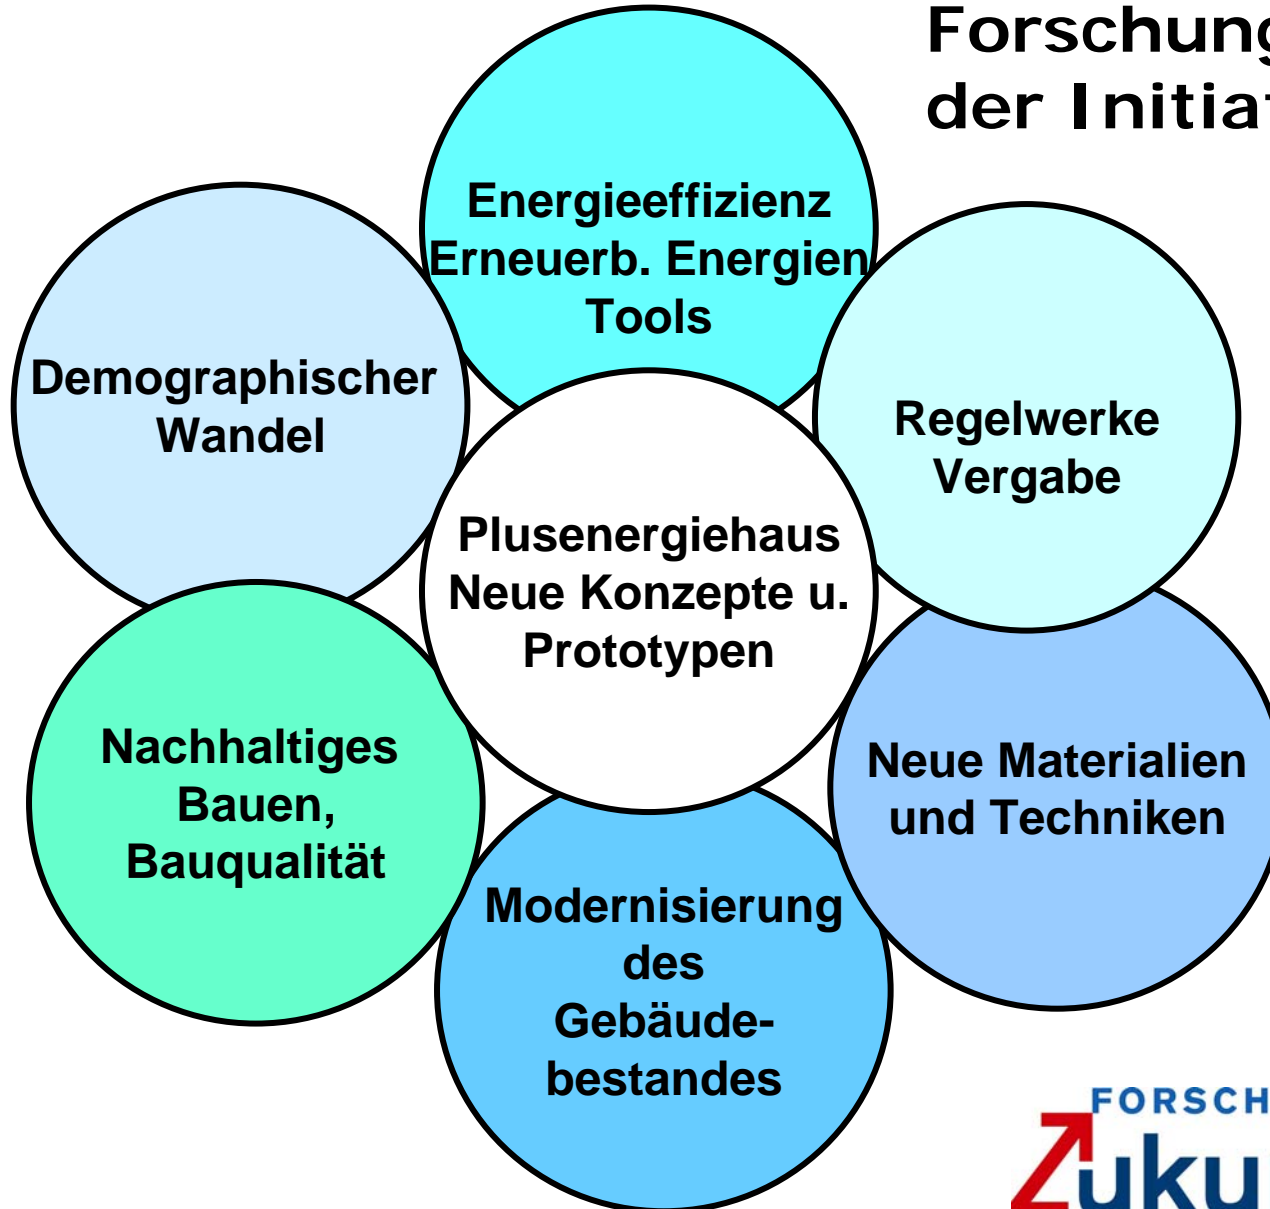 Forschung
der Initiat
Energieeffizienz
Erneuerb. Energien
Tools
Demographischer
Wandel
Regelwerke
Vergabe
Plusenergiehaus
Neue Konzepte u.
Prototypen
Nachhaltiges
Bauen,
Bauqualität
Neue Materialien
und Techniken
Modernisierung
des
Gebäude-
bestandes
FORSCH
Zuku